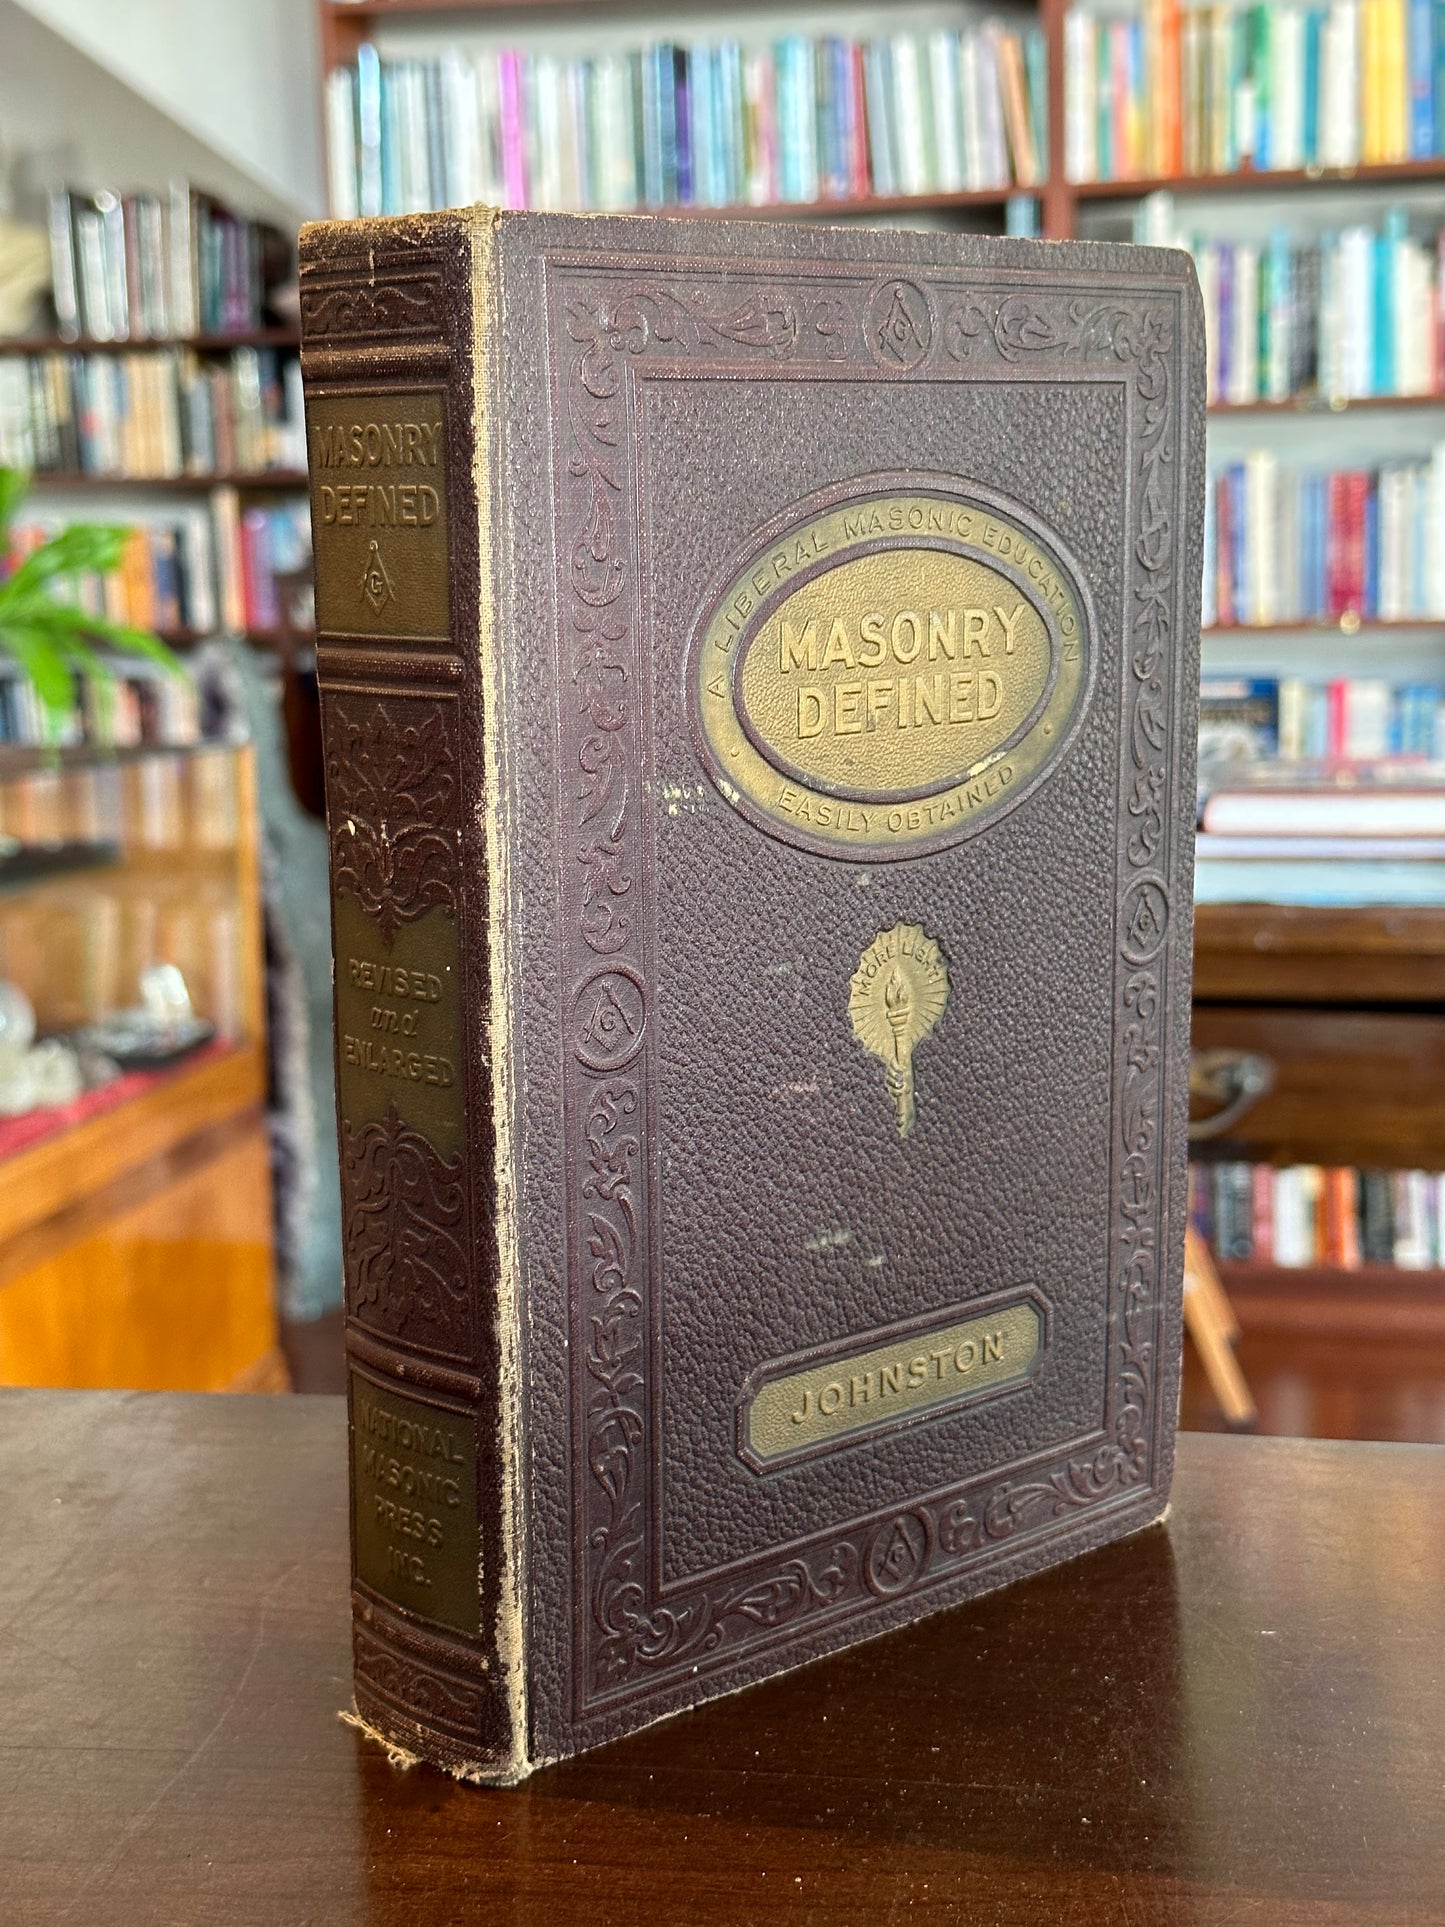 MASONRY
DEFINED
G
REVISED
and
ENLARGED
NATIONAL
MASONIC
PRESS
INC.
G
A LIBERAL MASONIC EDUCATION
MASONRY
DEFINED
· EASILY OBTAINED ·
MORE LIGHT
G
G
JOHNSTON
G